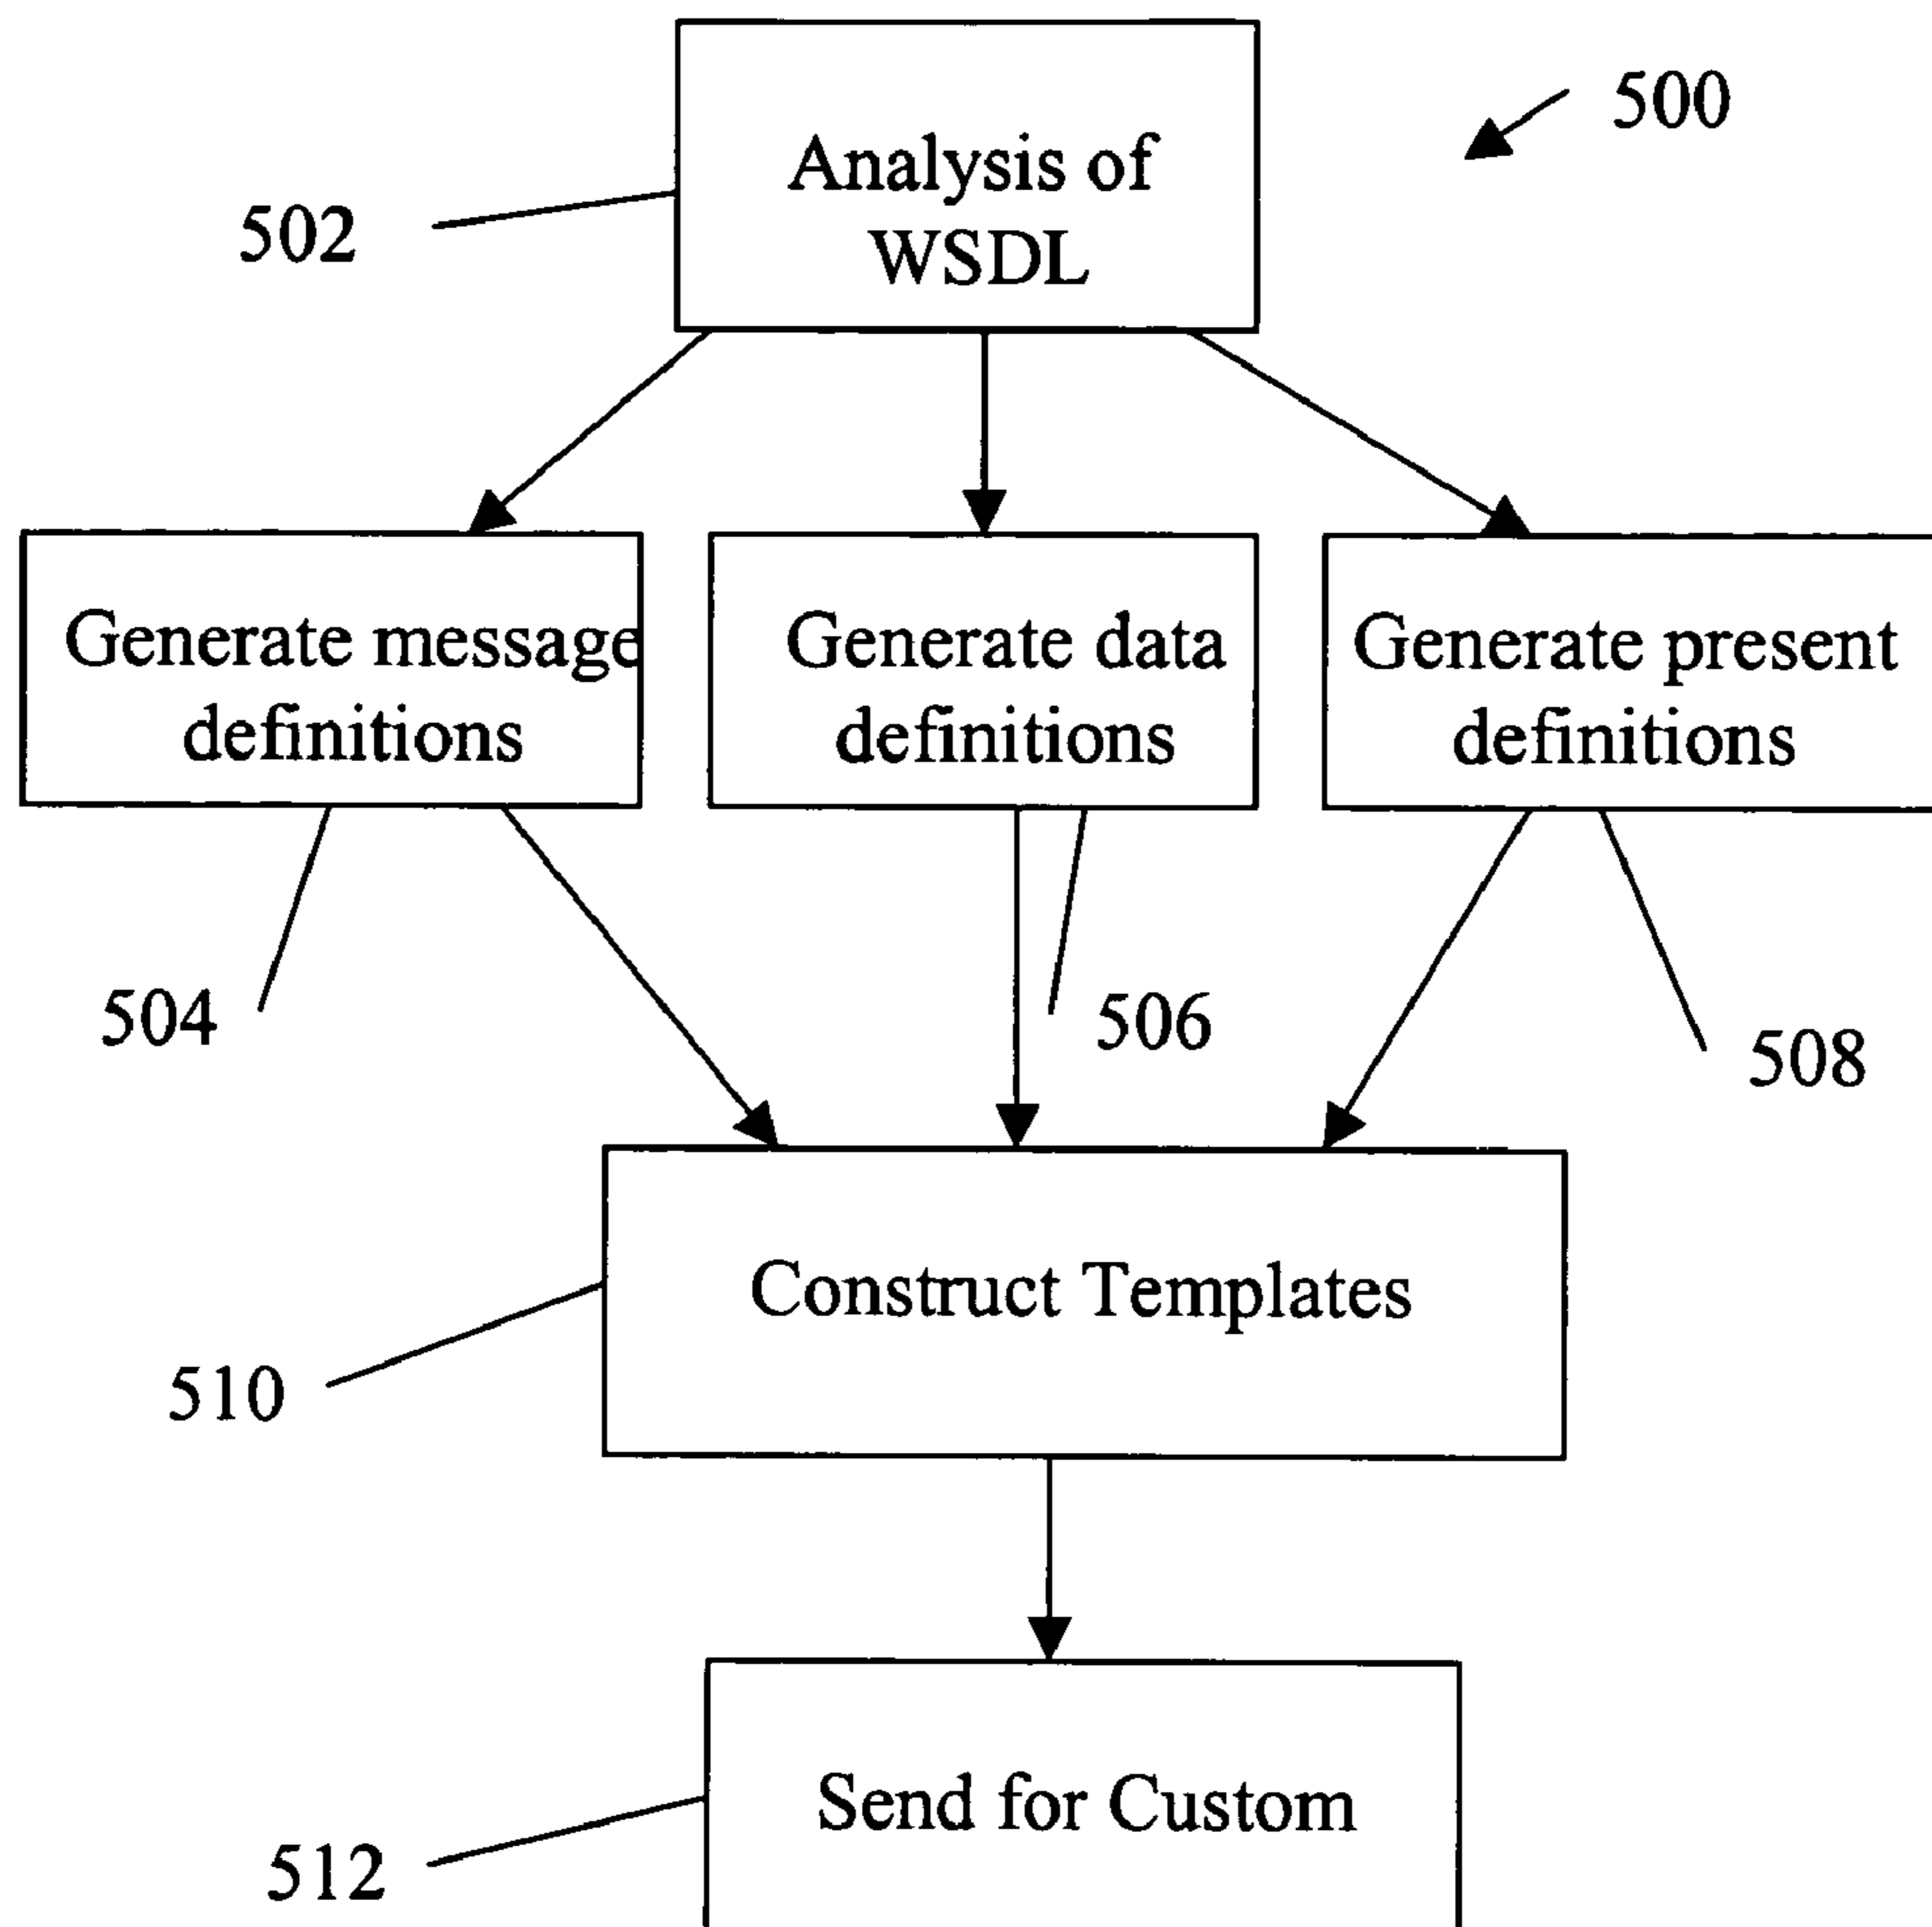 500
Analysis of
WSDL
502
Generate message
definitions
Generate data
definitions
Generate present
definitions
504
506
508
Construct Templates
510
Send for Custom
512